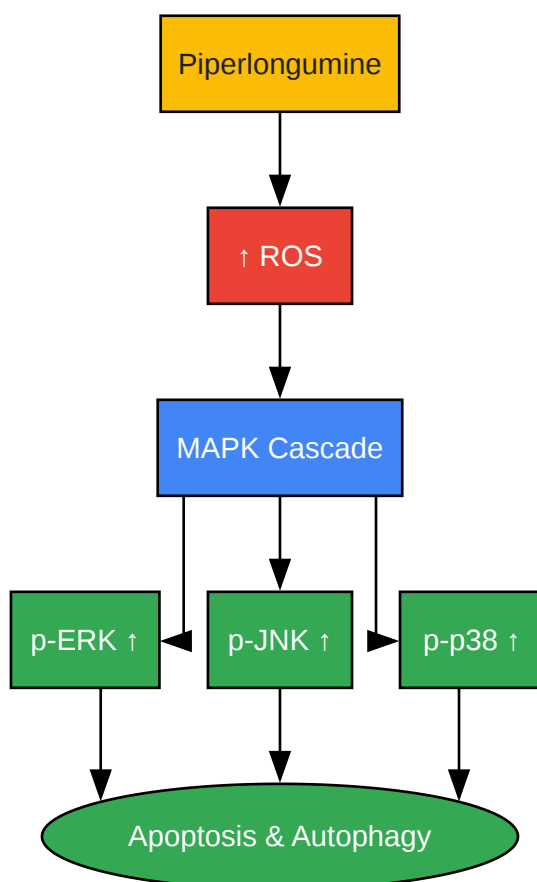 Piperlongumine
↑ ROS
MAPK Cascade
p-ERK ↑
p-JNK ↑
p-p38 ↑
Apoptosis & Autophagy